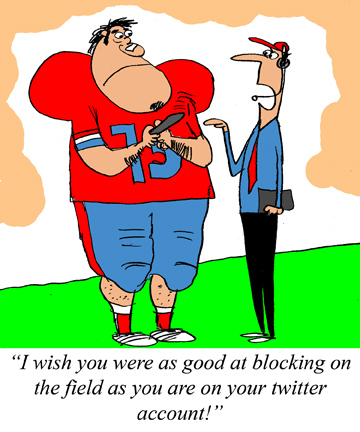 75
“I wish you were as good at blocking on
the field as you are on your twitter
account!”